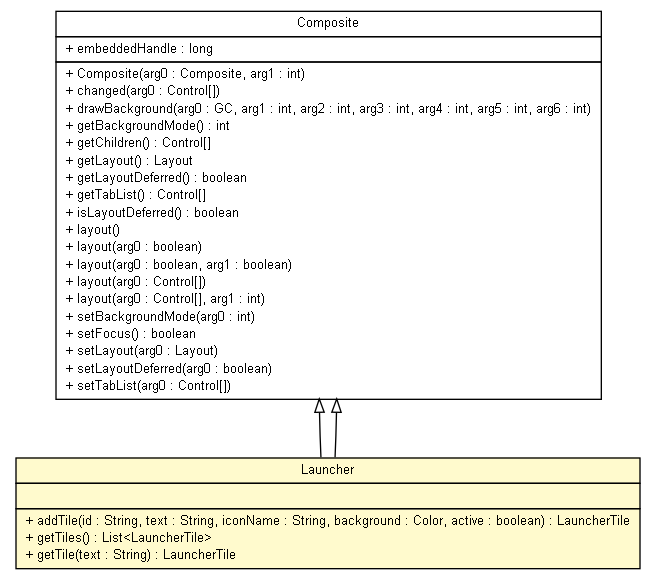 Composite
+ embeddedHandle : long
+ Composite(arg0 : Composite, arg1 : int)
+ changed(arg0 : Control[])
+ drawBackground(arg0 : GC, arg1 : int, arg2 : int, arg3 : int, arg4 : int, arg5 : int, arg6 : int)
+ getBackgroundMode() : int
+ getChildren() : Control[]
+ getLayout() : Layout
+ getLayoutDeferred() : boolean
+ getTabList() : Control[]
+ isLayoutDeferred() : boolean
+ layout()
+ layout(arg0 : boolean)
+ layout(arg0 : boolean, arg1 : boolean)
+ layout(arg0 : Control[])
+ layout(arg0 : Control[], arg1 : int)
+ setBackgroundMode(arg0 : int)
+ setFocus() : boolean
+ setLayout(arg0 : Layout)
+ setLayoutDeferred(arg0 : boolean)
+ setTabList(arg0 : Control[])
Launcher
+ addTile(id : String, text : String, iconName : String, background : Color, active : boolean) : LauncherTile
+ getTiles() : List<LauncherTile>
+ getTile(text : String) : LauncherTile